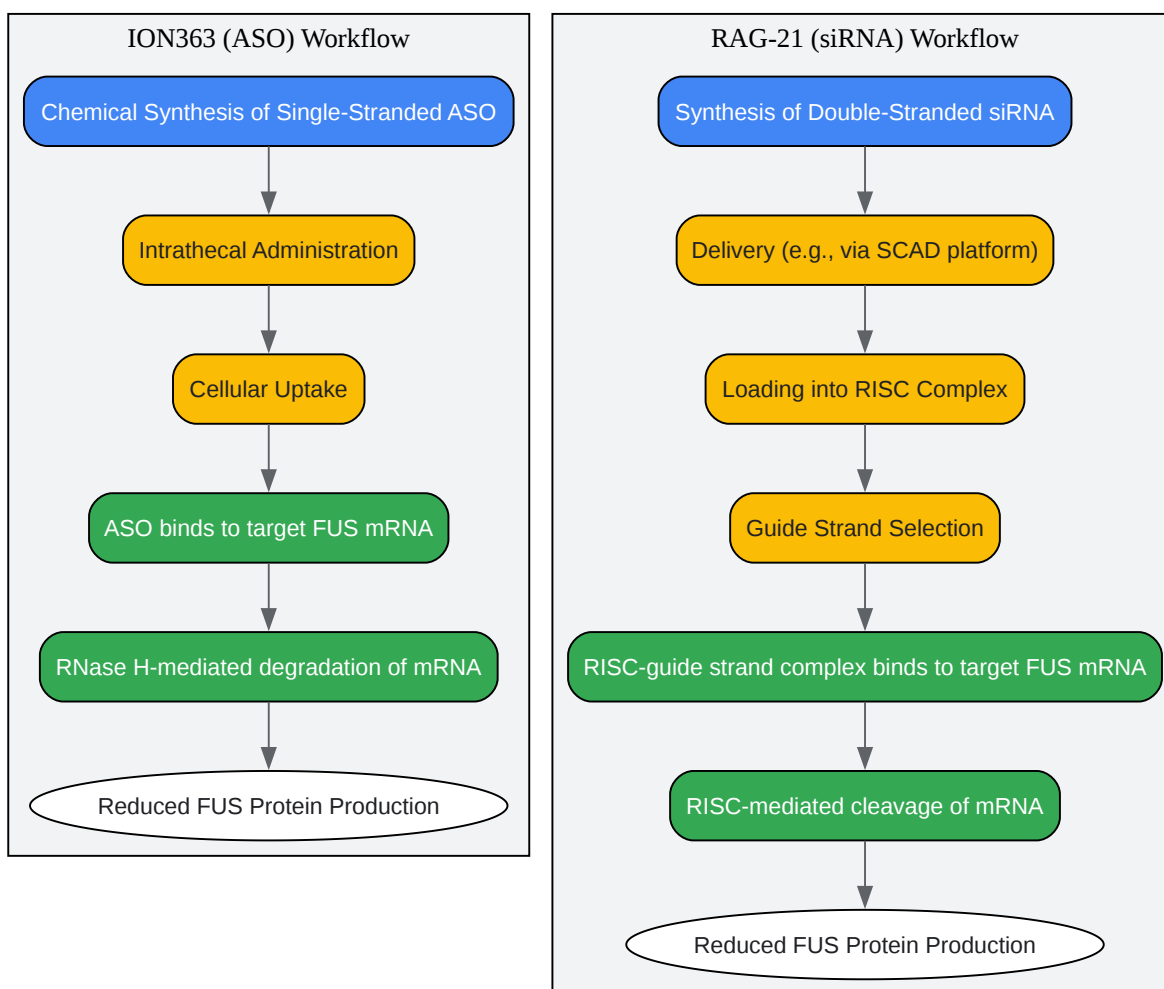 ION363 (ASO) Workflow
Chemical Synthesis of Single-Stranded ASO
Intrathecal Administration
Cellular Uptake
ASO binds to target FUS mRNA
RNase H-mediated degradation of mRNA
Reduced FUS Protein Production
RAG-21 (siRNA) Workflow
Synthesis of Double-Stranded siRNA
Delivery (e.g., via SCAD platform)
Loading into RISC Complex
Guide Strand Selection
RISC-guide strand complex binds to target FUS mRNA
RISC-mediated cleavage of mRNA
Reduced FUS Protein Production